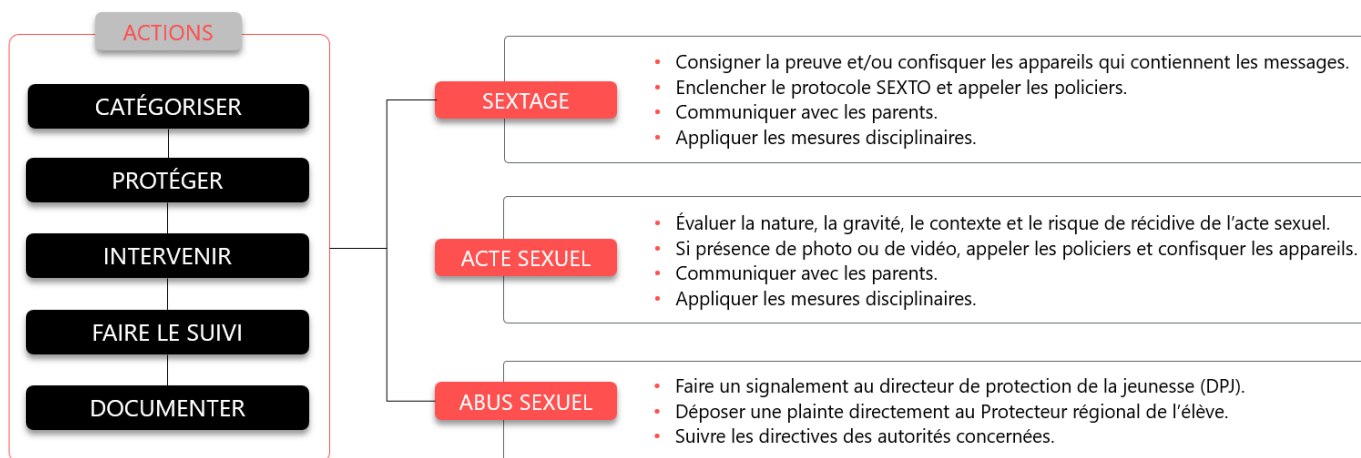 ACTIONS
CATÉGORISER
PROTÉGER
INTERVENIR
FAIRE LE SUIVI
DOCUMENTER
SEXTAGE
• Consigner la preuve et/ou confisquer les appareils qui contiennent les messages.
• Enclencher le protocole SEXTO et appeler les policiers.
• Communiquer avec les parents.
• Appliquer les mesures disciplinaires.
ACTE SEXUEL
• Évaluer la nature, la gravité, le contexte et le risque de récidive de l'acte sexuel.
• Si présence de photo ou de vidéo, appeler les policiers et confisquer les appareils.
• Communiquer avec les parents.
• Appliquer les mesures disciplinaires.
ABUS SEXUEL
• Faire un signalement au directeur de protection de la jeunesse (DPJ).
• Déposer une plainte directement au Protecteur régional de l'élève.
• Suivre les directives des autorités concernées.